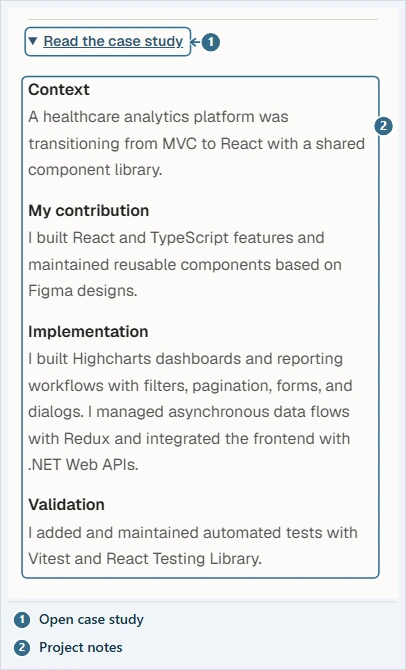 ▼ Read the case study 1
Context
A healthcare analytics platform was
transitioning from MVC to React with a shared
component library.
2
My contribution
I built React and TypeScript features and
maintained reusable components based on
Figma designs.
Implementation
I built Highcharts dashboards and reporting
workflows with filters, pagination, forms, and
dialogs. I managed asynchronous data flows
with Redux and integrated the frontend with
.NET Web APIs.
Validation
I added and maintained automated tests with
Vitest and React Testing Library.
1 Open case study
2 Project notes